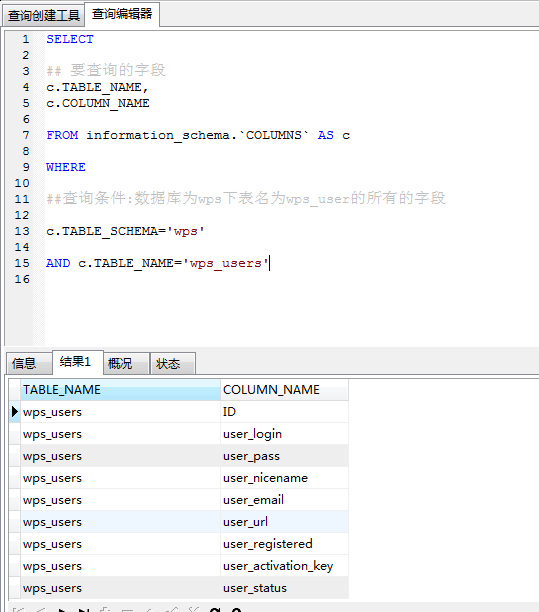 查询创建工具 查询编辑器
1 SELECT
2
3 ## 要查询的字段
4 c.TABLE_NAME,
5 c.COLUMN_NAME
6
7 FROM information_schema.`COLUMNS` AS c
8
9 WHERE
10
11 ##查询条件:数据库为wps下表名为wps_user的所有的字段
12
13 c.TABLE_SCHEMA='wps'
14
15 AND c.TABLE_NAME='wps_users'
16
信息 结果1 概况 状态
TABLE_NAME COLUMN_NAME
wps_users ID
wps_users user_login
wps_users user_pass
wps_users user_nicename
wps_users user_email
wps_users user_url
wps_users user_registered
wps_users user_activation_key
wps_users user_status